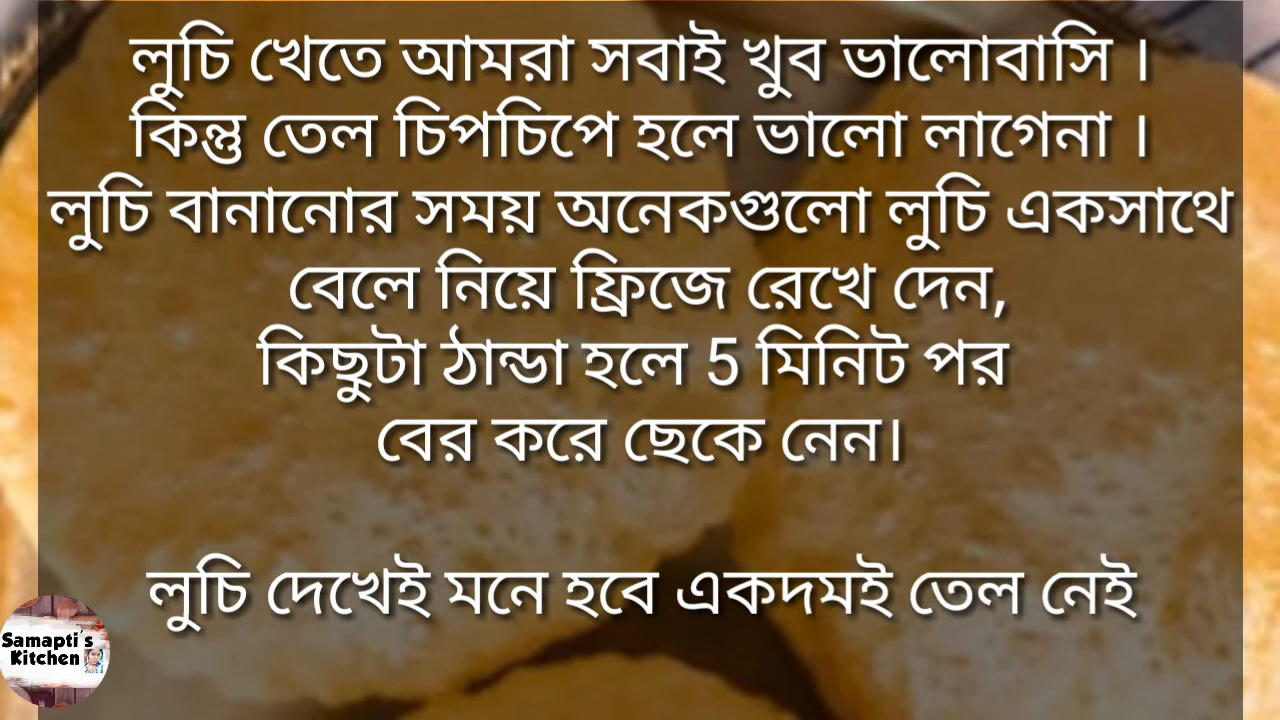 লুচি খেতে আমরা সবাই খুব ভালোবাসি ।
কিন্তু তেল চিপচিপে হলে ভালো লাগেনা ।
লুচি বানানোর সময় অনেকগুলো লুচি একসাথে
বেলে নিয়ে ফ্রিজে রেখে দেন,
কিছুটা ঠান্ডা হলে 5 মিনিট পর
বের করে ছেকে নেন।
লুচি দেখেই মনে হবে একদমই তেল নেই
Samapti's
Kitchen